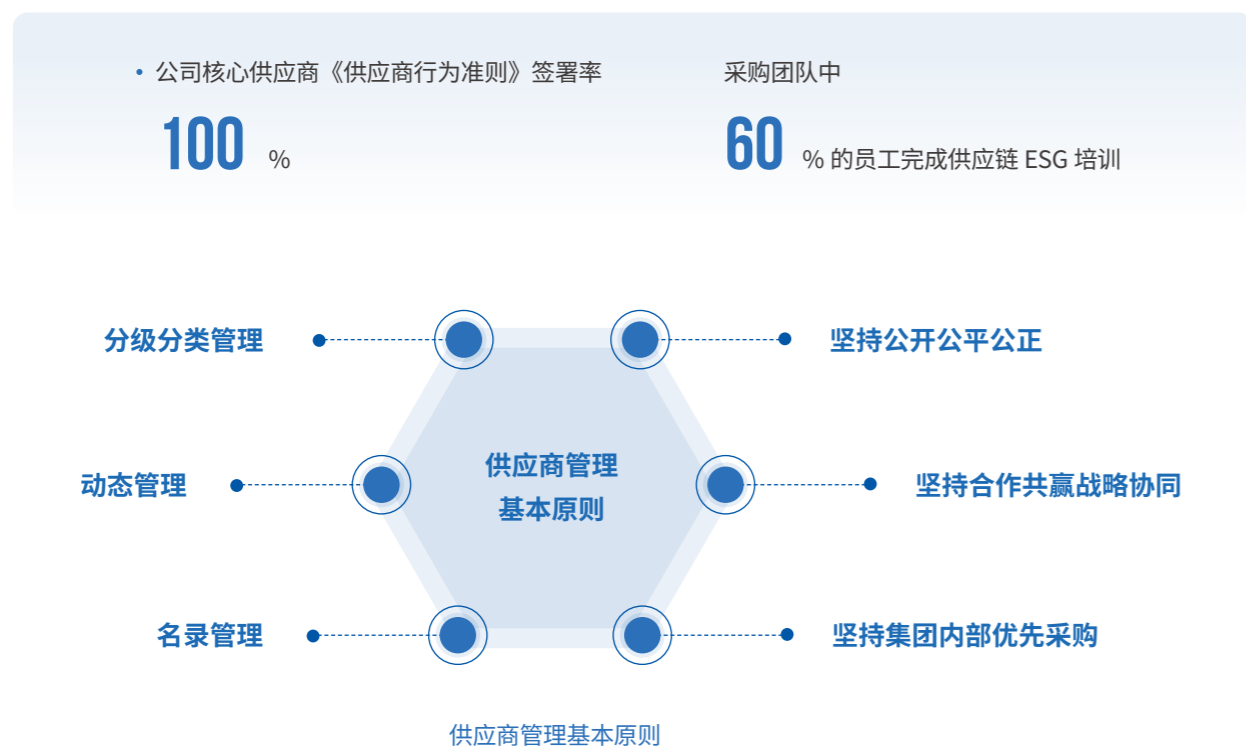 • 公司核心供应商《供应商行为准则》签署率
100 %
采购团队中
60 % 的员工完成供应链 ESG 培训
分级分类管理
坚持公开公平公正
供应商管理
基本原则
动态管理
坚持合作共赢战略协同
名录管理
坚持集团内部优先采购
供应商管理基本原则